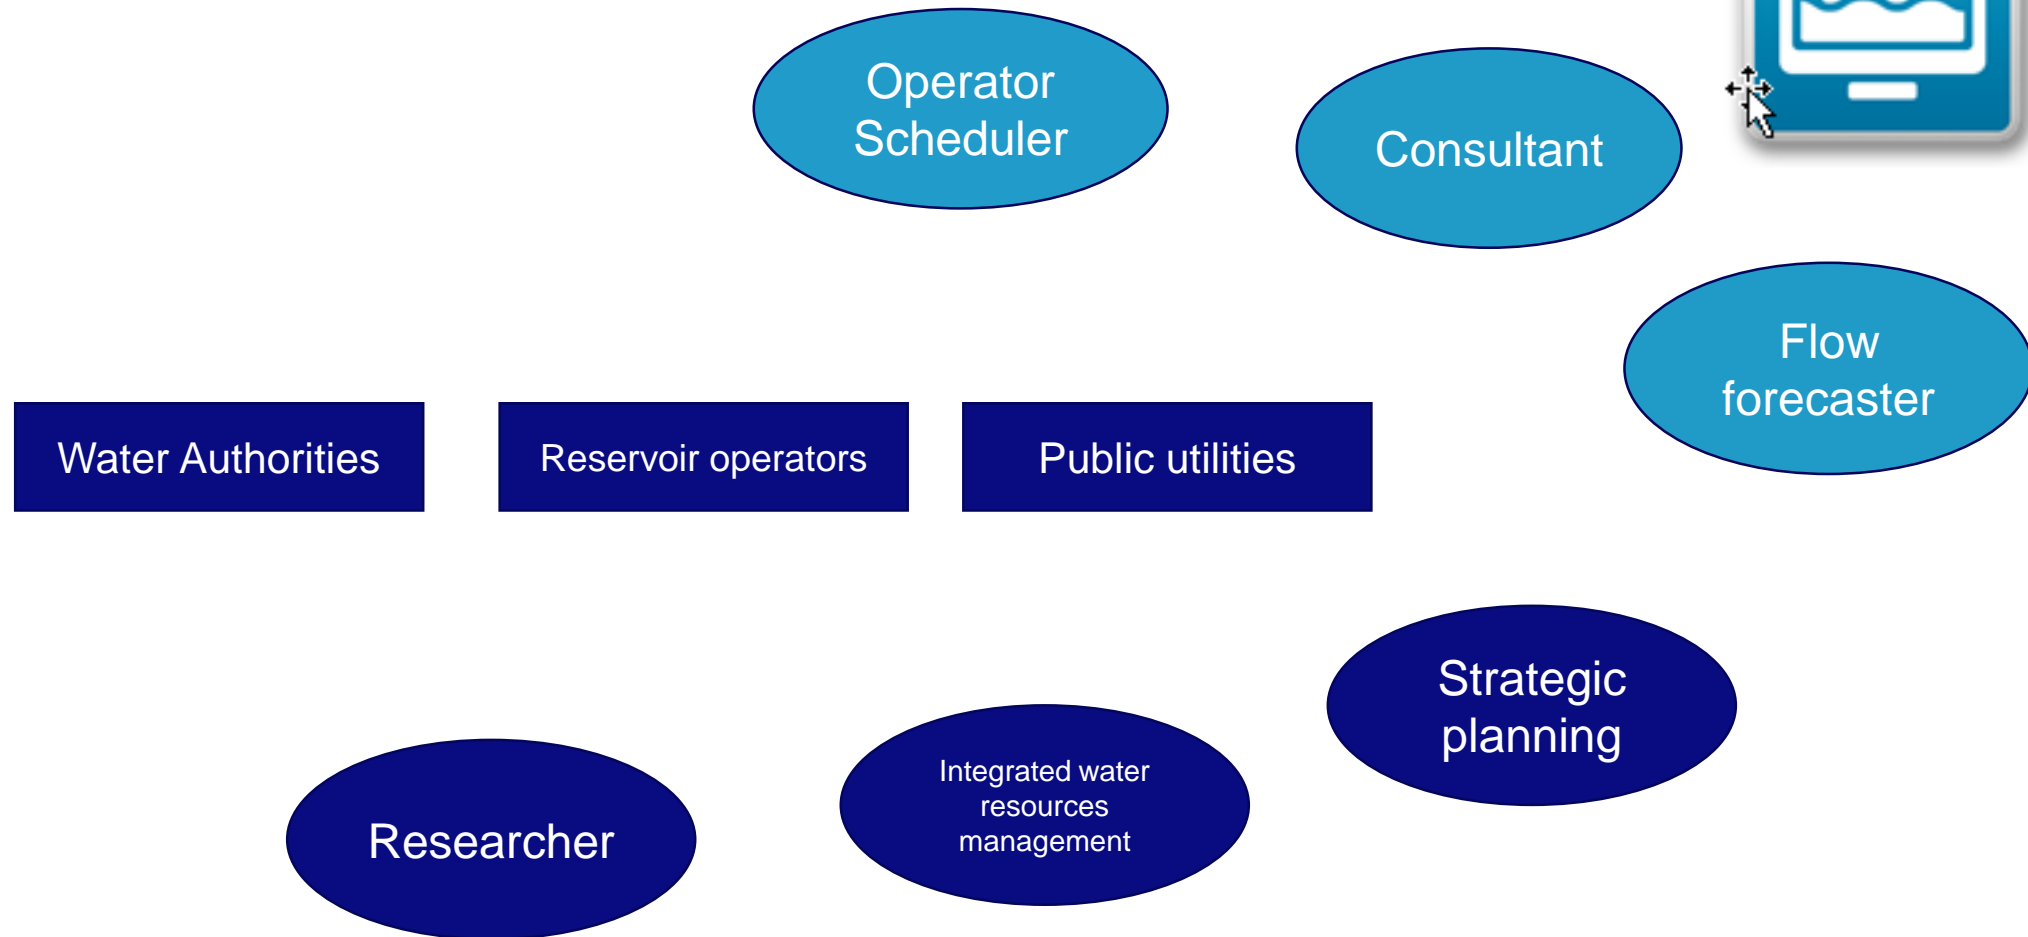 Operator
Scheduler
Consultant
Flow
forecaster
Water Authorities
Reservoir operators
Public utilities
Strategic
planning
Integrated water
resources
management
Researcher